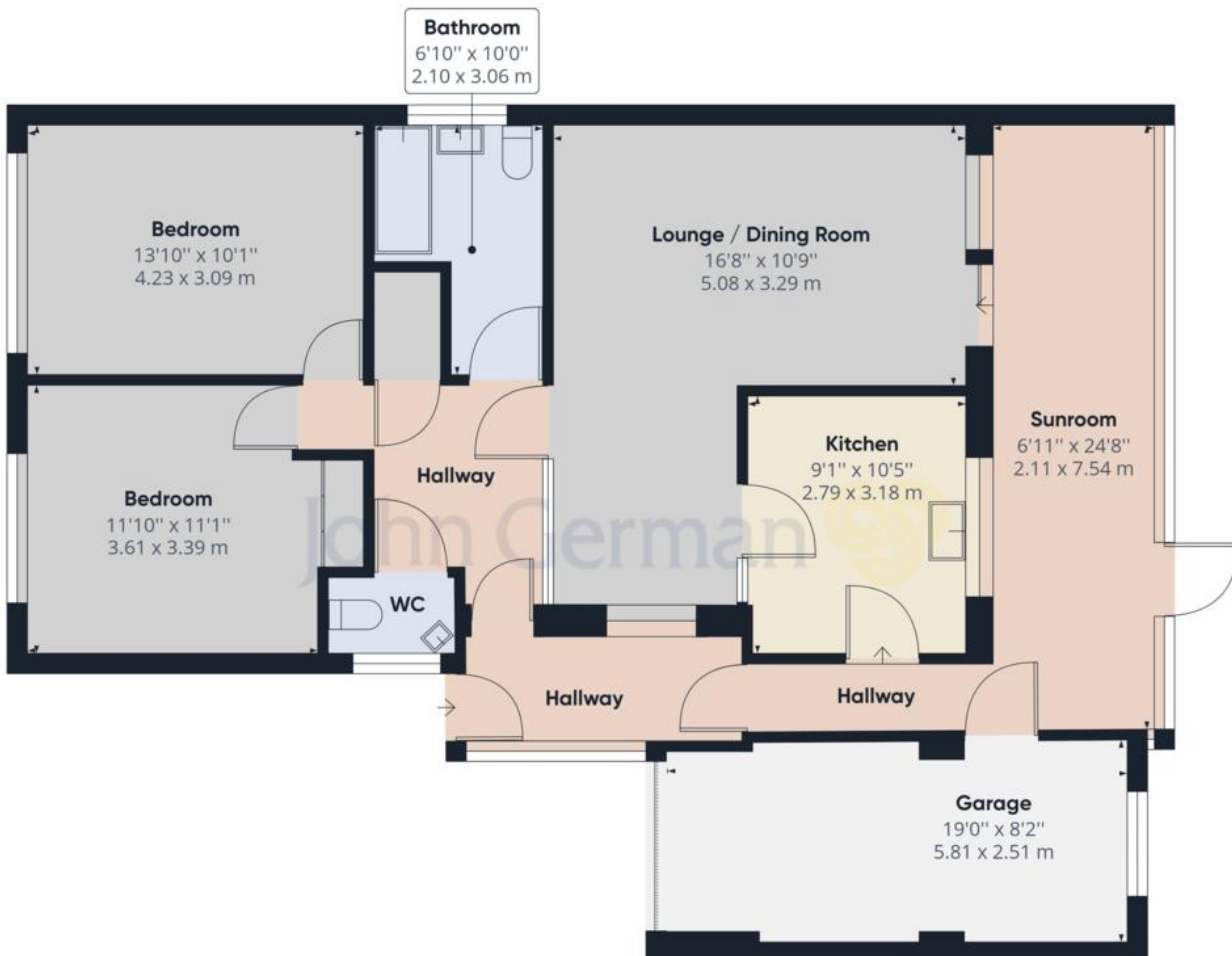 Bathroom
6'10" x 10'0"
2.10 x 3.06 m
Bedroom
13'10" x 10'1"
4.23 x 3.09 m
Lounge / Dining Room
16'8" x 10'9"
5.08 x 3.29 m
Sunroom
6'11" x 24'8"
2.11 x 7.54 m
Kitchen
9'1" x 10'5"
2.79 x 3.18 m
Hallway
Bedroom
11'10" x 11'1"
3.61 x 3.39 m
John German
WC
Hallway
Hallway
Garage
19'0" x 8'2"
5.81 x 2.51 m